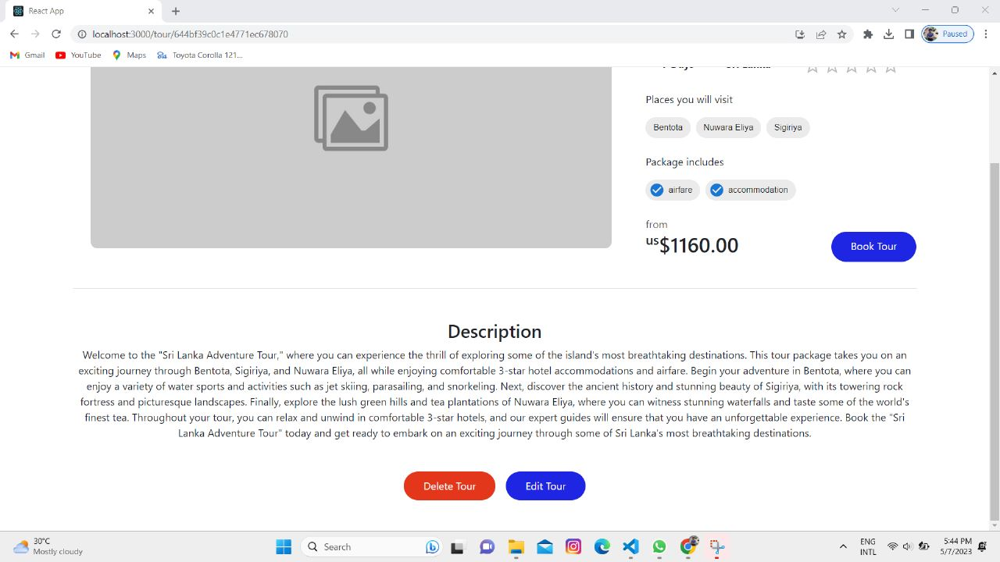 React App
localhost:3000/tour/644bf39c0c1e4771ec678070
Paused
Gmail
YouTube
Maps
Toyota Corolla 121...
Places you will visit
Bentota
Nuwara Eliya
Sigiriya
Package includes
airfare
accommodation
from
us$1160.00
Book Tour
Description
Welcome to the "Sri Lanka Adventure Tour," where you can experience the thrill of exploring some of the island's most breathtaking destinations. This tour package takes you on an
exciting journey through Bentota, Sigiriya, and Nuwara Eliya, all while enjoying comfortable 3-star hotel accommodations and airfare. Begin your adventure in Bentota, where you can
enjoy a variety of water sports and activities such as jet skiing, parasailing, and snorkeling. Next, discover the ancient history and stunning beauty of Sigiriya, with its towering rock
fortress and picturesque landscapes. Finally, explore the lush green hills and tea plantations of Nuwara Eliya, where you can witness stunning waterfalls and taste some of the world's
finest tea. Throughout your tour, you can relax and unwind in comfortable 3-star hotels, and our expert guides will ensure that you have an unforgettable experience. Book the "Sri
Lanka Adventure Tour" today and get ready to embark on an exciting journey through some of Sri Lanka's most breathtaking destinations.
Delete Tour
Edit Tour
30°C
Mostly cloudy
Search
ENG
INTL
5:44 PM
5/7/2023